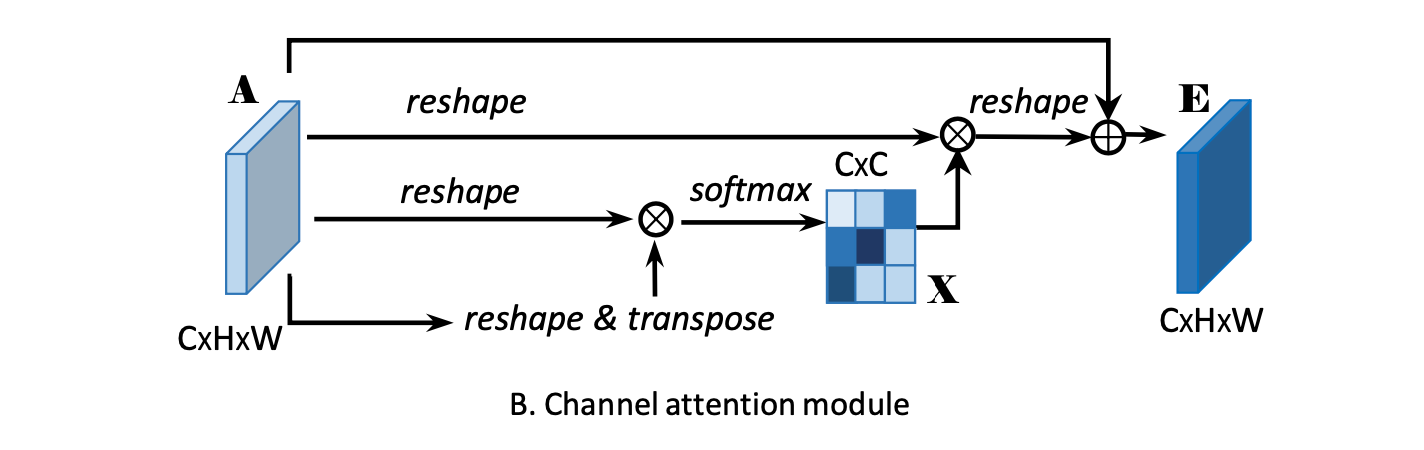 A
reshape
reshape
E
CxC
reshape
softmax
X
reshape & transpose
CxHxW
CxHxW
B. Channel attention module